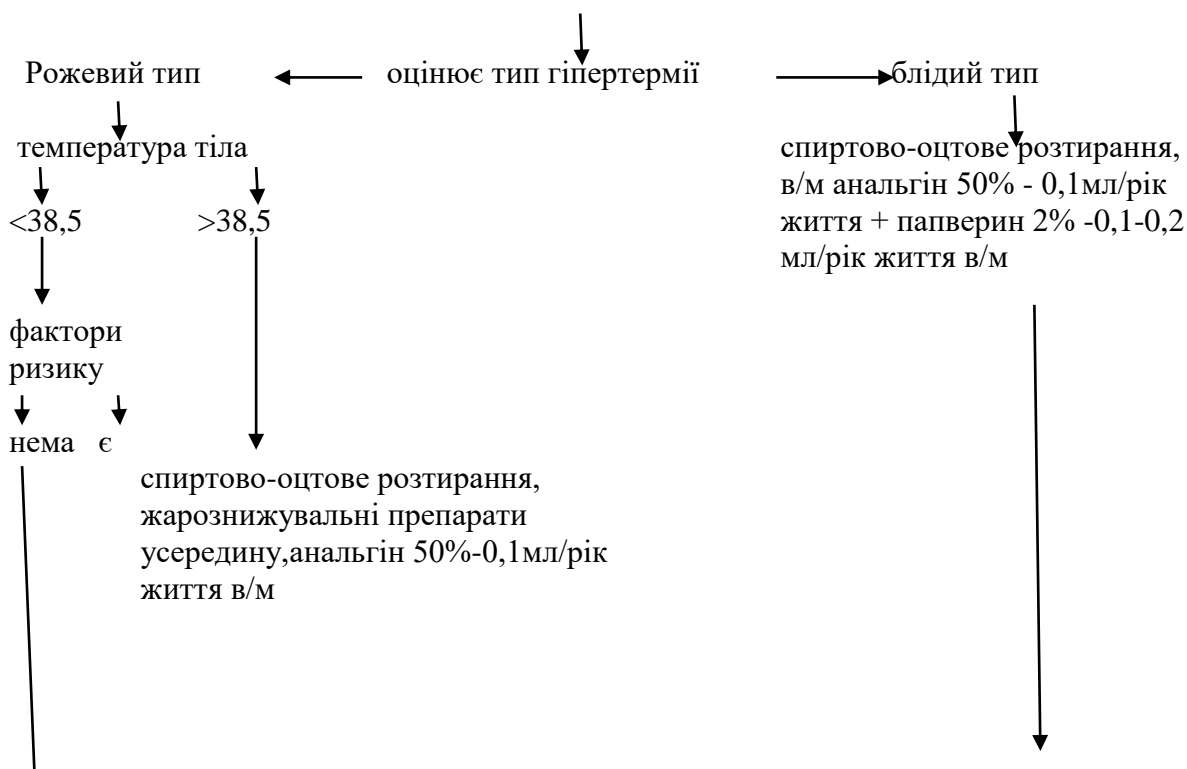 Рожевий тип оцінює тип гіпертермії блідий тип
температура тіла
<38,5 >38,5
фактори
ризику
нема є
спиртово-оцтове розтирання,
жарознижувальні препарати
усередину,анальгін 50%-0,1мл/рік
життя в/м
спиртово-оцтове розтирання,
в/м анальгін 50% - 0,1мл/рік
життя + папверин 2% -0,1-0,2
мл/рік життя в/м